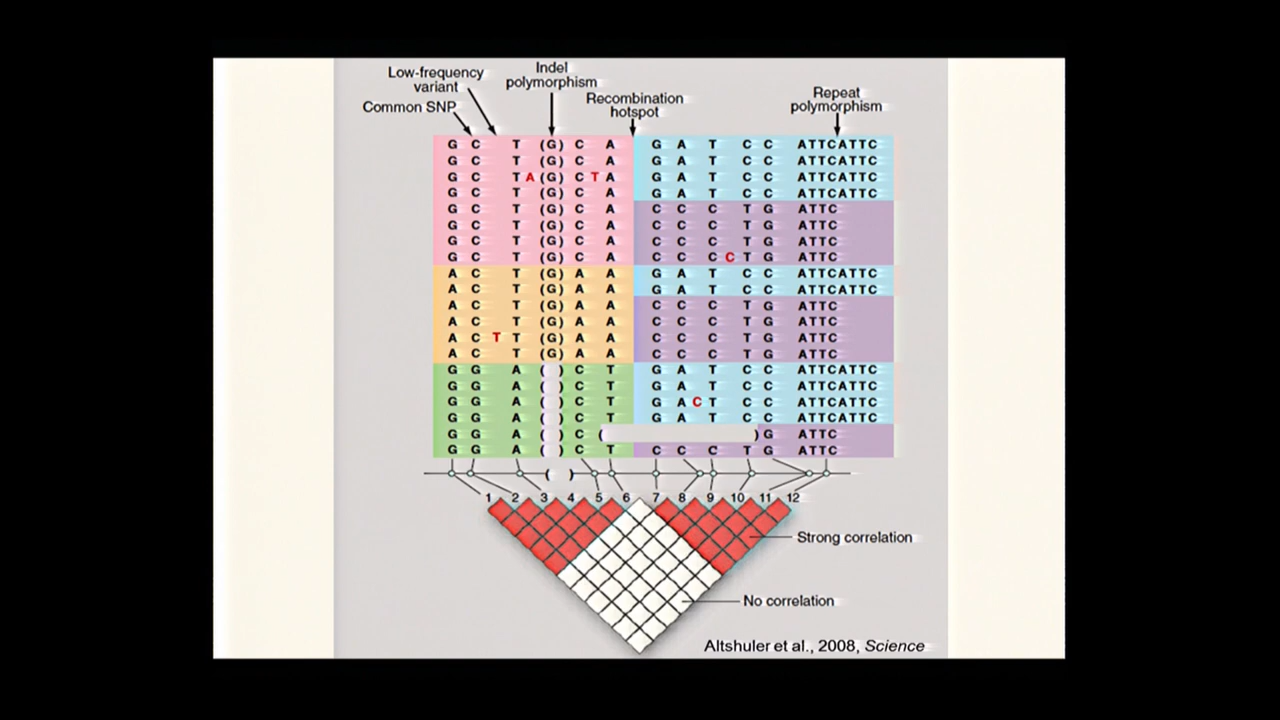 Low-frequency
variant
Common SNP
Indel
polymorphism
Recombination
hotspot
Repeat
polymorphism
G C T (G) C A G A T C C ATTCATTC
G C T (G) C A G A T C C ATTCATTC
G C T A (G) C T A G A T C C ATTCATTC
G C T (G) C A G A T C C ATTCATTC
G C T (G) C A C C C T G ATTC
G C T (G) C A C C C T G ATTC
G C T (G) C A C C C T G ATTC
G C T (G) C A C C C C T G ATTC
A C T (G) A A G A T C C ATTCATTC
A C T (G) A A G A T C C ATTCATTC
A C T (G) A A C C C T G ATTC
A C T (G) A A C C C T G ATTC
A C T T (G) A A C C C T G ATTC
A C T (G) A A C C C T G ATTC
G G A ( ) C T G A T C C ATTCATTC
G G A ( ) C T G A T C C ATTCATTC
G G A ( ) C T G A C T C C ATTCATTC
G G A ( ) C T G A T C C ATTCATTC
G G A ( ) C ( ) G ATTC
G G A ( ) C T C C C T G ATTC
( )
1 2 3 4 5 6 7 8 9 10 11 12
Strong correlation
No correlation
Altshuler et al., 2008, Science